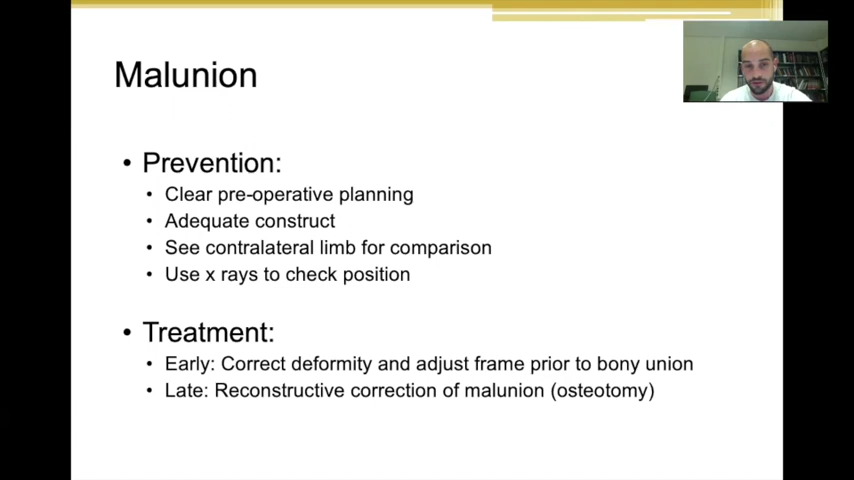 Malunion
• Prevention:
• Clear pre-operative planning
• Adequate construct
• See contralateral limb for comparison
• Use x rays to check position
• Treatment:
• Early: Correct deformity and adjust frame prior to bony union
• Late: Reconstructive correction of malunion (osteotomy)